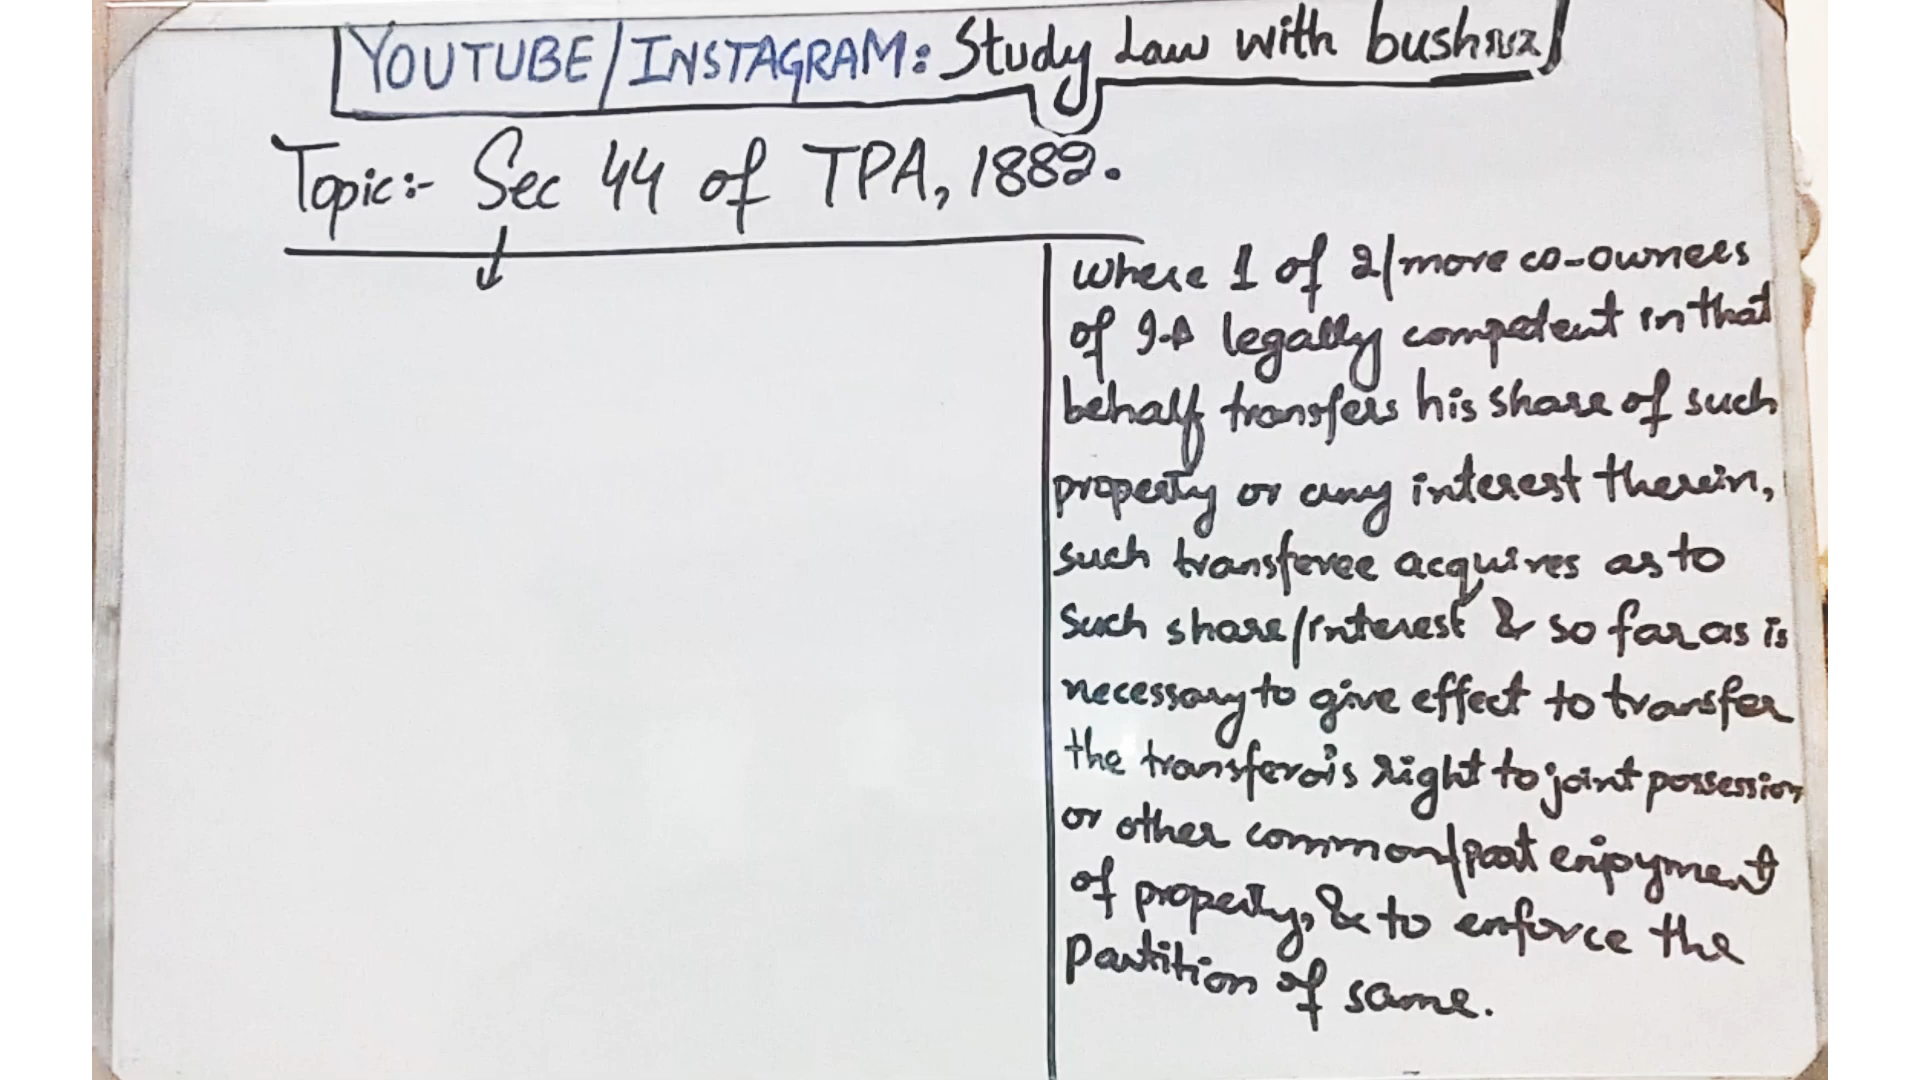 YOUTUBE/INSTAGRAM: Study Law with bushra
Topic:- Sec 44 of TPA, 1882.
where 1 of 2/more co-owners
of I.P legally competent in that
behalf transfers his share of such
property or any interest therein,
such transferee acquires as to
such share/interest & so far as is
necessary to give effect to transfer
the transferor's right to joint possession
or other common/part enjoyment
of property, & to enforce the
partition of same.